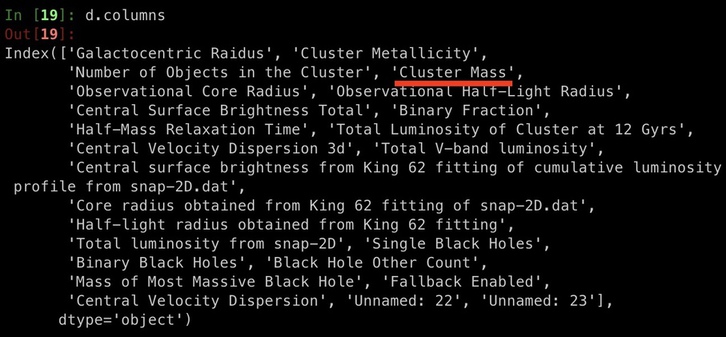 In [19]: d.columns
Out[19]:
Index(['Galactocentric Raidus', 'Cluster Metallicity',
'Number of Objects in the Cluster', 'Cluster Mass',
'Observational Core Radius', 'Observational Half-Light Radius',
'Central Surface Brightness Total', 'Binary Fraction',
'Half-Mass Relaxation Time', 'Total Luminosity of Cluster at 12 Gyrs',
'Central Velocity Dispersion 3d', 'Total V-band luminosity',
'Central surface brightness from King 62 fitting of cumulative luminosity
profile from snap-2D.dat',
'Core radius obtained from King 62 fitting of snap-2D.dat',
'Half-light radius obtained from King 62 fitting',
'Total luminosity from snap-2D', 'Single Black Holes',
'Binary Black Holes', 'Black Hole Other Count',
'Mass of Most Massive Black Hole', 'Fallback Enabled',
'Central Velocity Dispersion', 'Unnamed: 22', 'Unnamed: 23'],
dtype='object')